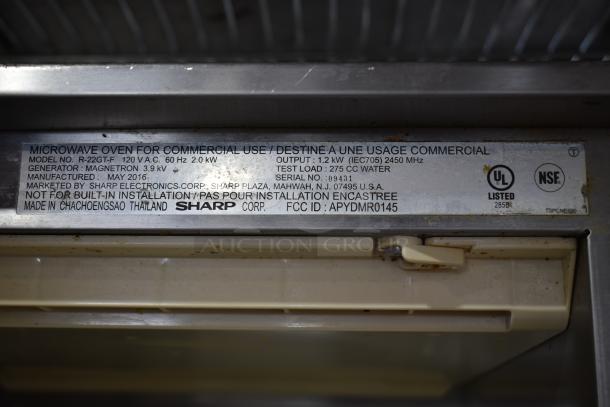 MICROWAVE OVEN FOR COMMERCIAL USE / DESTINE A UNE USAGE COMMERCIAL
MODEL NO. R-22GT-F 120 V A.C. 60 Hz 2.0 kW OUTPUT : 1.2 kW (IEC705) 2450 MHz
GENERATOR : MAGNETRON 3.9 kV TEST LOAD : 275 CC WATER
MANUFACTURED : MAY 2016 SERIAL NO. 09431
MARKETED BY SHARP ELECTRONICS CORP., SHARP PLAZA, MAHWAH, N.J. 07495 U.S.A.
NOT FOR BUILT-IN INSTALLATION / PAS POUR INSTALLATION ENCASTREE
MADE IN CHACHOENGSAO THAILAND SHARP CORP. FCC ID : APYDMR0145
UL
LISTED
NSF
AUCTION GROUP